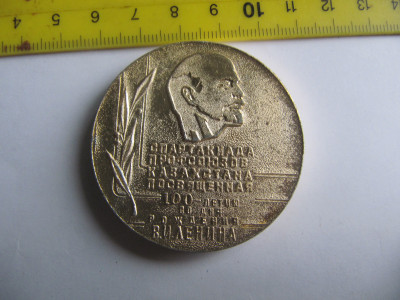 4 5 6 7 8 9 10 11 12 13 14
СПАРТАКИАДА
ПРОФСОЮЗОВ
КАЗАХСТАНА
ПОСВЯЩЕННАЯ
100-ЛЕТИЮ
СО ДНЯ
РОЖДЕНИЯ
В.И.ЛЕНИНА